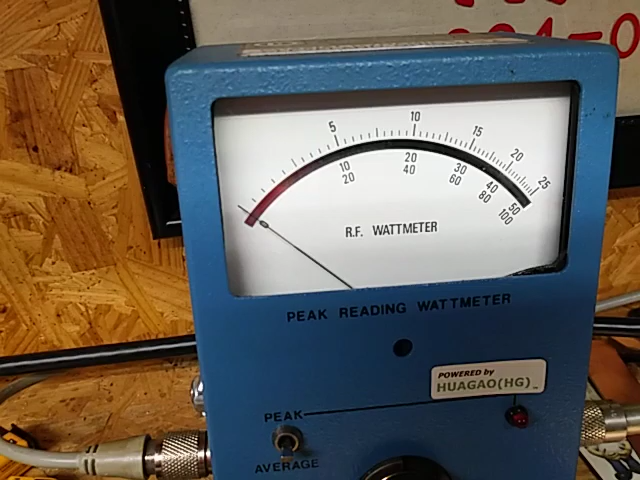 5 10 15 20 25
10 20 30 40 50
20 40 60 80 100
R.F. WATTMETER
PEAK READING WATTMETER
POWERED by
HUAGAO(HG)
PEAK
AVERAGE